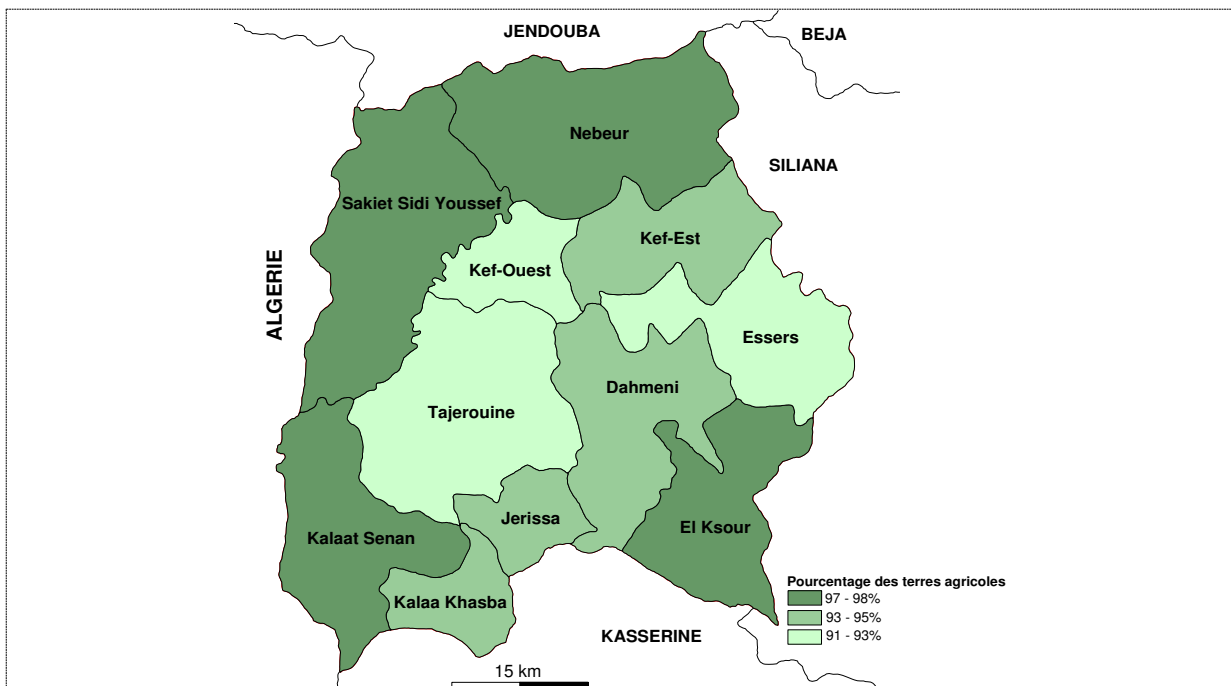 JENDOUBA
BEJA
Nebeur
SILIANA
Sakiet Sidi Youssef
Kef-Est
Kef-Ouest
ALGERIE
Essers
Dahmeni
Tajerouine
Jerissa
El Ksour
Kalaat Senan
Kalaa Khasba
KASSERINE
Pourcentage des terres agricoles
97 - 98%
93 - 95%
91 - 93%
15 km